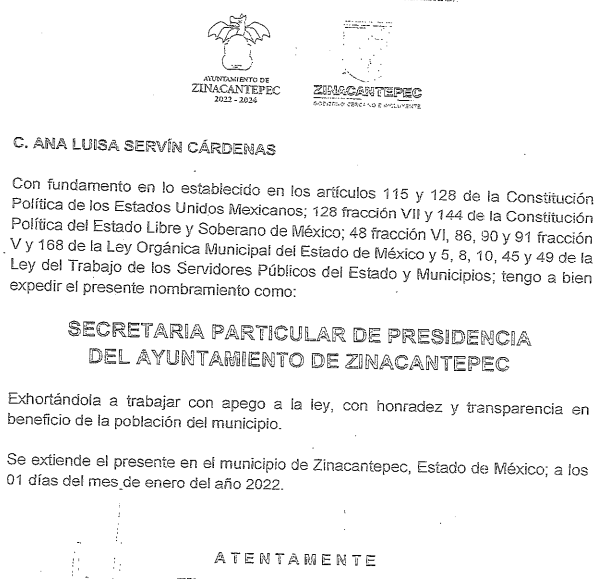 AYUNTAMIENTO DE
ZINACANTEPEC
2022 - 2024
ZINACANTEPEC
GOBIERNO CERCANO E INCLUYENTE
C. ANA LUISA SERVÍN CÁRDENAS
Con fundamento en lo establecido en los artículos 115 y 128 de la Constitución
Política de los Estados Unidos Mexicanos; 128 fracción VII y 144 de la Constitución
Política del Estado Libre y Soberano de México; 48 fracción VI, 86, 90 y 91 fracción
V y 168 de la Ley Orgánica Municipal del Estado de México y 5, 8, 10, 45 y 49 de la
Ley del Trabajo de los Servidores Públicos del Estado y Municipios; tengo a bien
expedir el presente nombramiento como:
SECRETARIA PARTICULAR DE PRESIDENCIA
DEL AYUNTAMIENTO DE ZINACANTEPEC
Exhortándola a trabajar con apego a la ley, con honradez y transparencia en
beneficio de la población del municipio.
Se extiende el presente en el municipio de Zinacantepec, Estado de México; a los
01 días del mes de enero del año 2022.
ATENTAMENTE